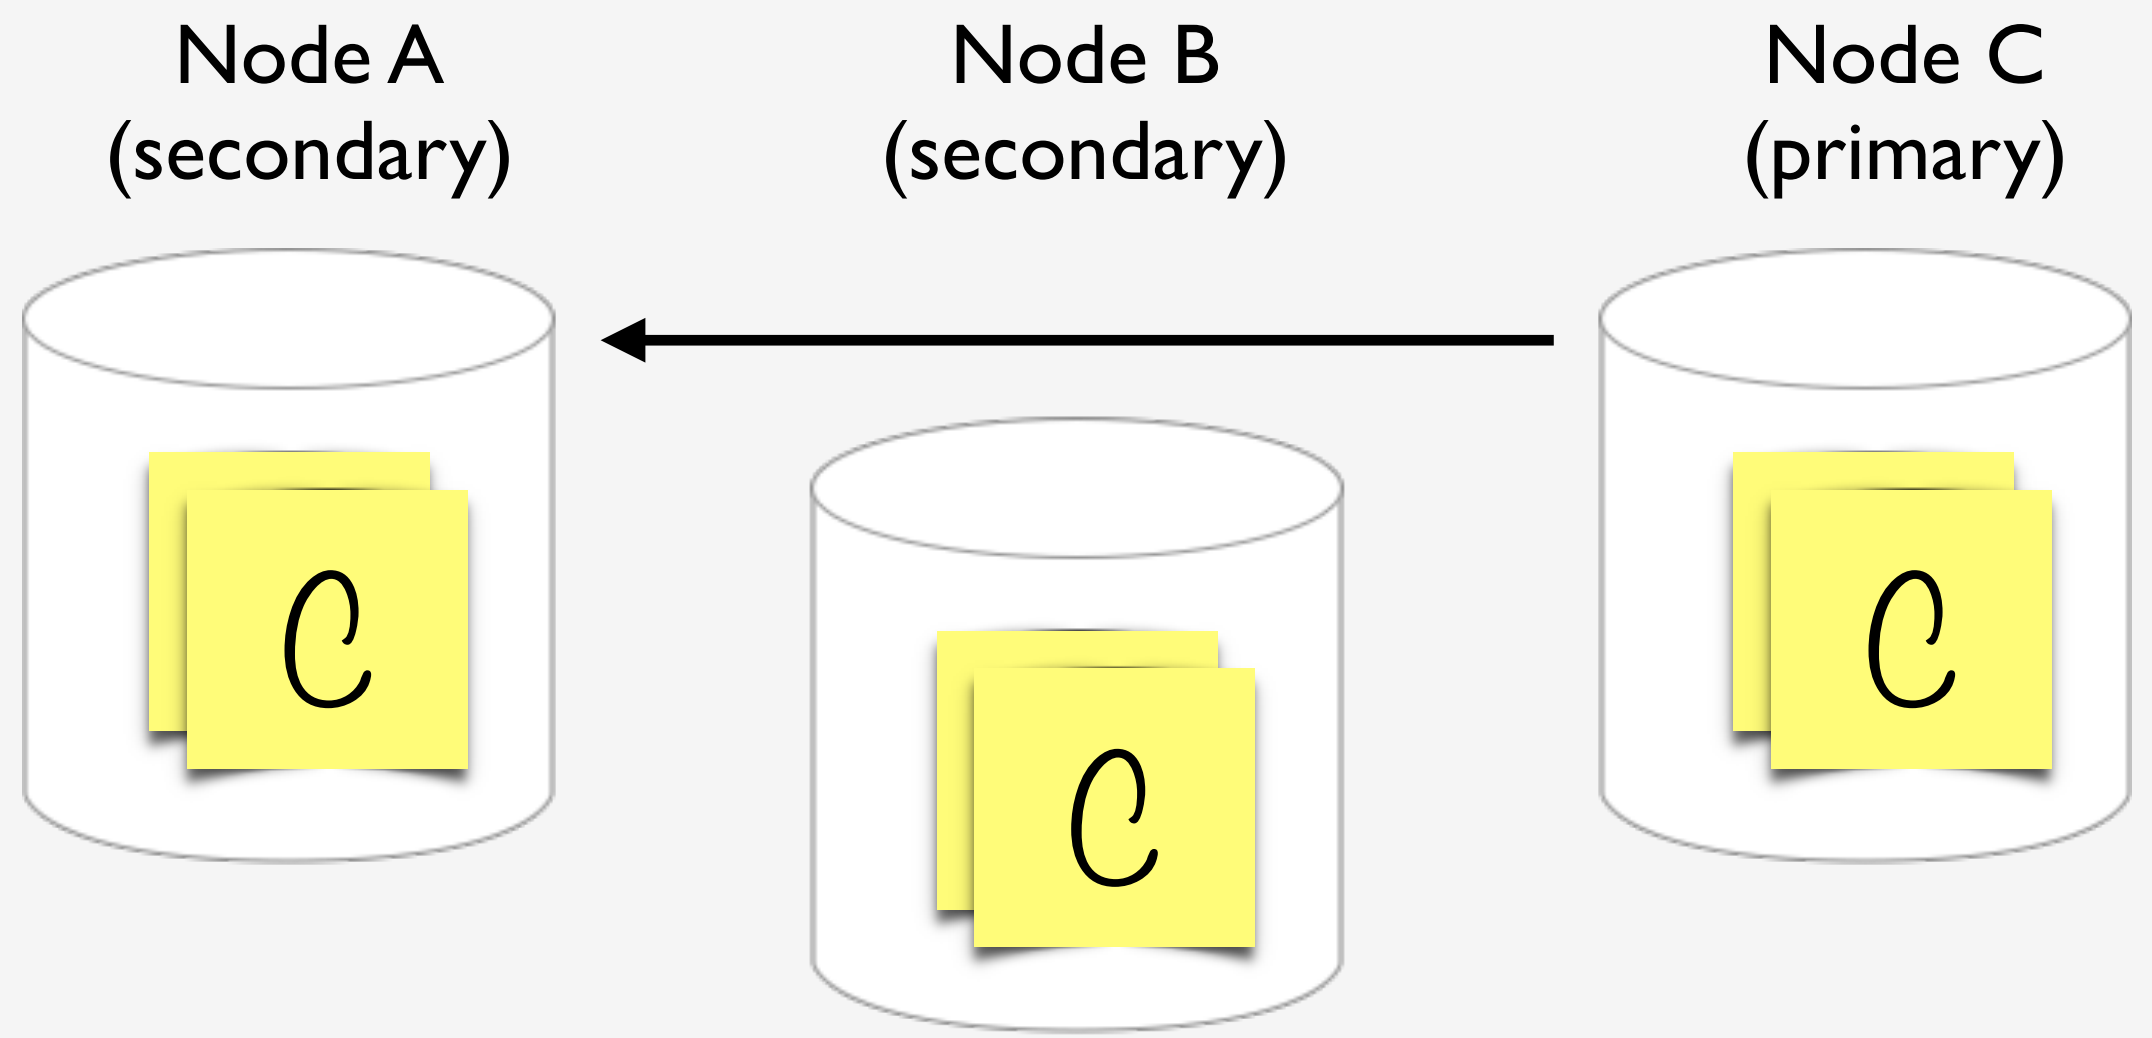 Node A
(secondary)
Node B
(secondary)
Node C
(primary)
C
C
C